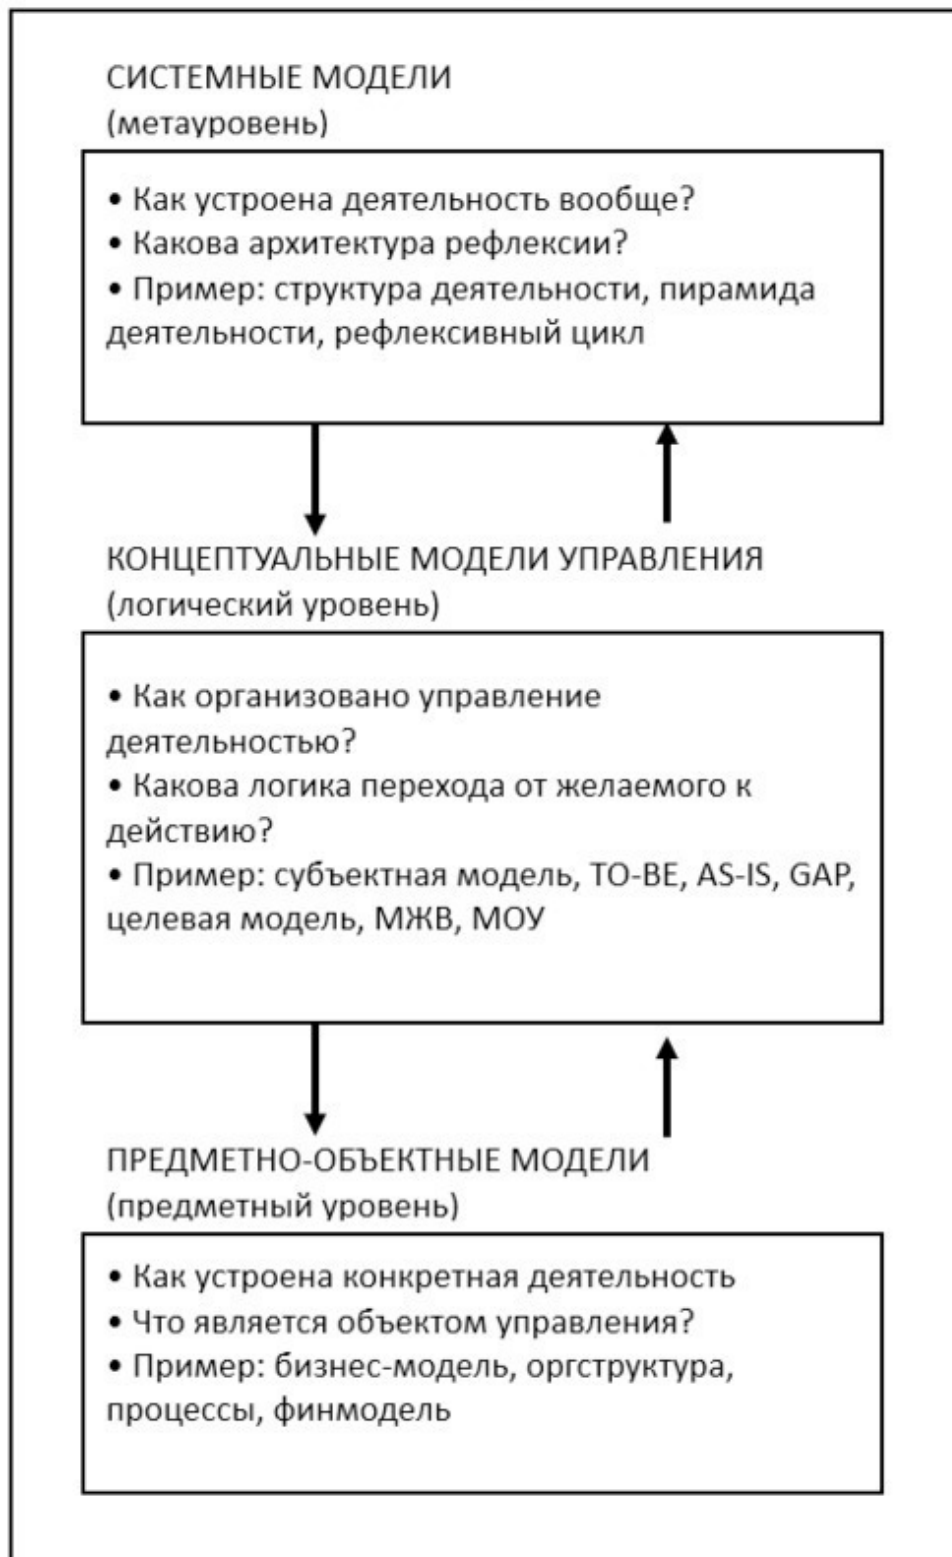 СИСТЕМНЫЕ МОДЕЛИ
(метауровень)
• Как устроена деятельность вообще?
• Какова архитектура рефлексии?
• Пример: структура деятельности, пирамида
деятельности, рефлексивный цикл
КОНЦЕПТУАЛЬНЫЕ МОДЕЛИ УПРАВЛЕНИЯ
(логический уровень)
• Как организовано управление
деятельностью?
• Какова логика перехода от желаемого к
действию?
• Пример: субъектная модель, TO-BE, AS-IS, GAP,
целевая модель, МЖВ, МОУ
ПРЕДМЕТНО-ОБЪЕКТНЫЕ МОДЕЛИ
(предметный уровень)
• Как устроена конкретная деятельность
• Что является объектом управления?
• Пример: бизнес-модель, оргструктура,
процессы, финмодель